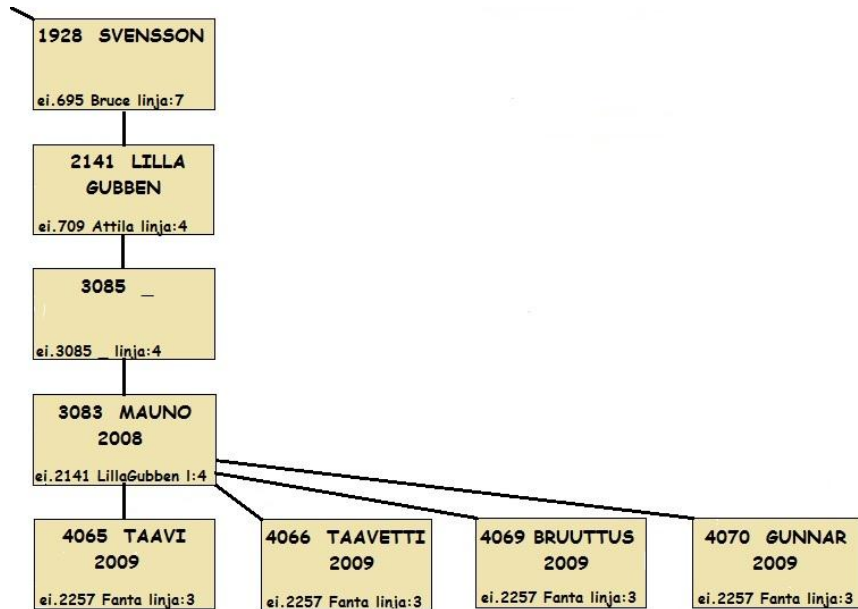 1928 SVENSSON
ei.695 Bruce linja:7
2141 LILLA
GUBBEN
ei.709 Attila linja:4
3085 _
ei.3085 _ linja:4
3083 MAUNO
2008
ei.2141 LillaGubben l:4
4065 TAAVI
2009
ei.2257 Fanta linja:3
4066 TAAVETTI
2009
ei.2257 Fanta linja:3
4069 BRUUTTUS
2009
ei.2257 Fanta linja:3
4070 GUNNAR
2009
ei.2257 Fanta linja:3